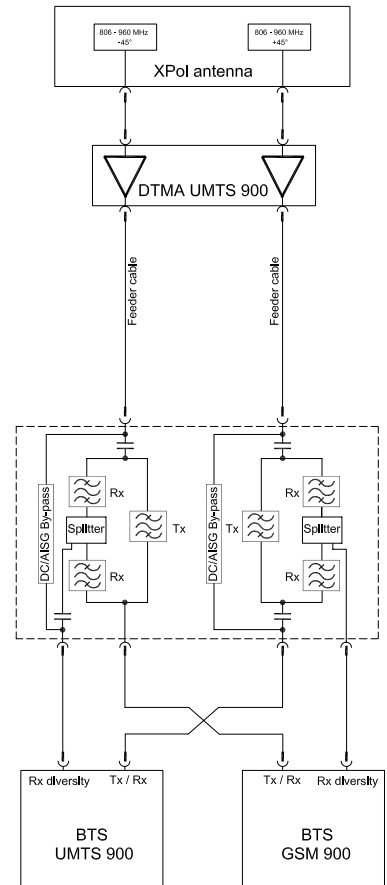 806 - 960 MHz
-45°
806 - 960 MHz
+45°
XPol antenna
DTMA UMTS 900
Feeder cable
Feeder cable
DC/AISG By-pass
Rx
Splitter
Rx
Tx
Tx
DC/AISG By-pass
Rx
Splitter
Rx
Rx diversity
Tx / Rx
Tx / Rx
Rx diversity
BTS
UMTS 900
BTS
GSM 900